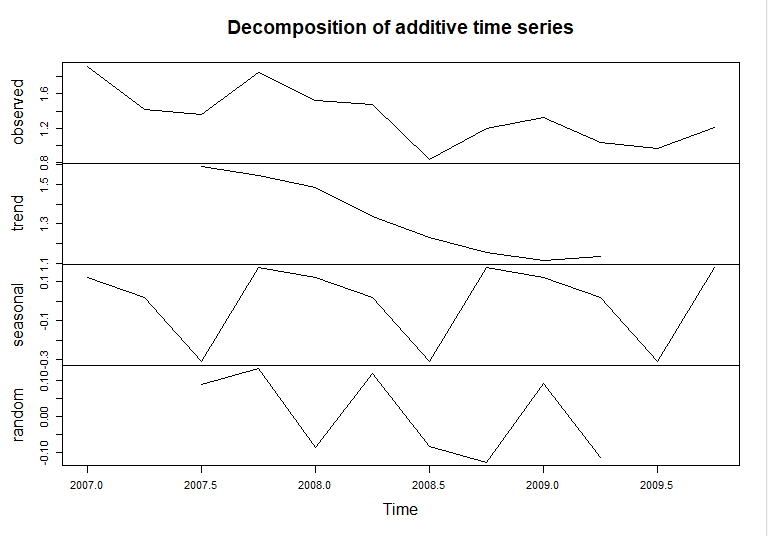 Decomposition of additive time series
observed
0.8 1.2 1.6
trend
1.1 1.3 1.5
seasonal
-0.3 -0.1 0.1
random
-0.10 0.00 0.10
2007.0 2007.5 2008.0 2008.5 2009.0 2009.5
Time